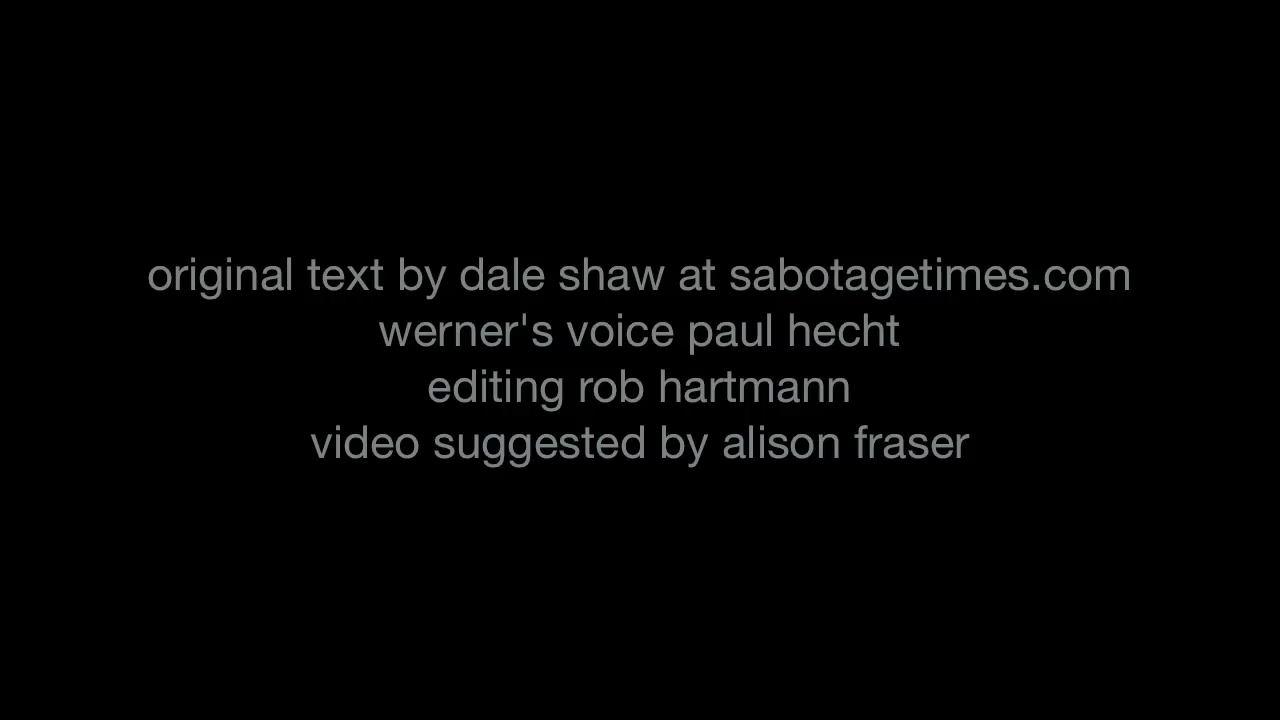 original text by dale shaw at sabotagetimes.com
werner's voice paul hecht
editing rob hartmann
video suggested by alison fraser